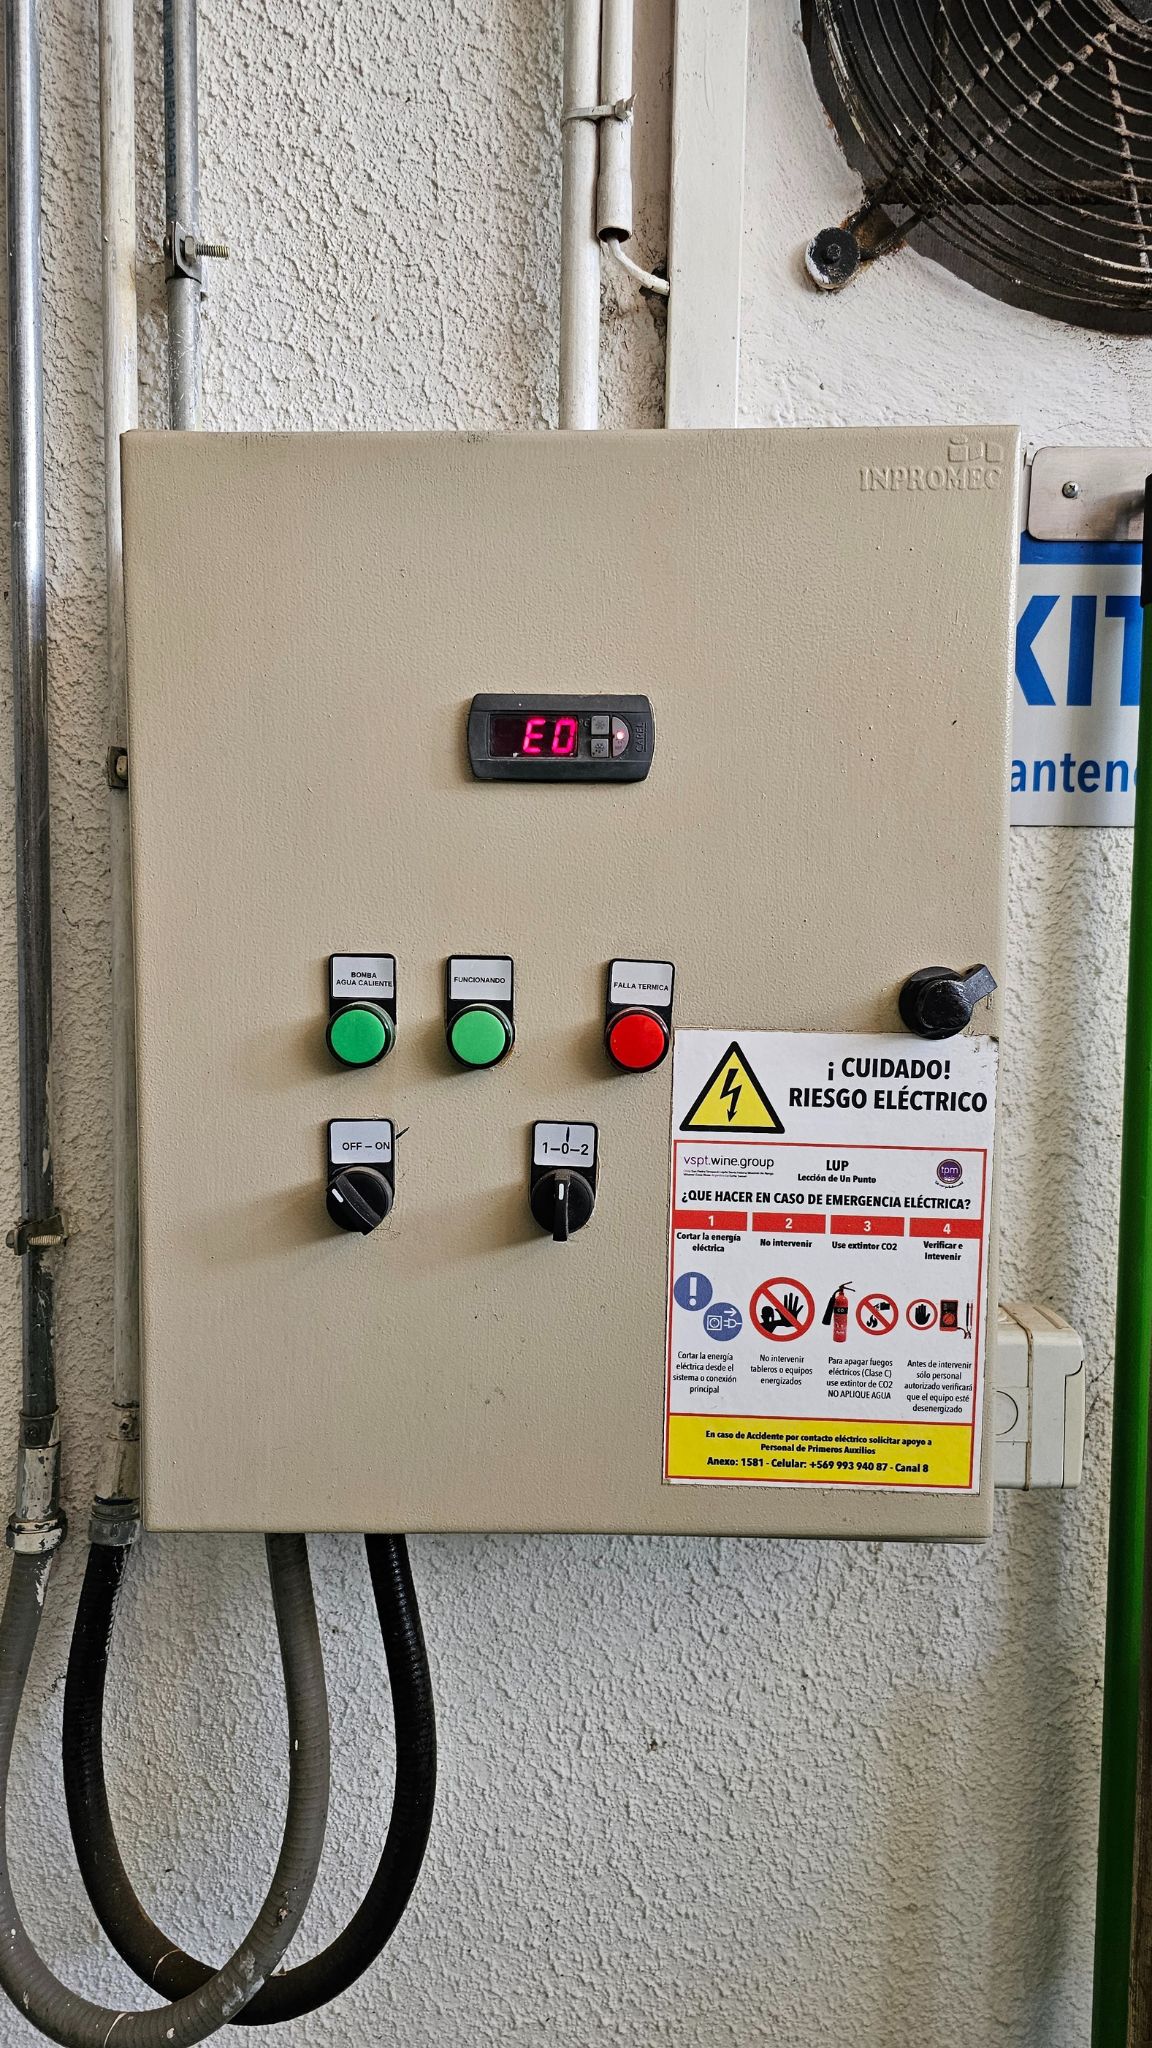 INPROMEC
KIT
E0
CAREL
BOMBA
AGUA CALIENTE
FUNCIONANDO
FALLA TERMICA
OFF – ON
1-0-2
¡ CUIDADO!
RIESGO ELÉCTRICO
vspt.wine.group
LUP
Lección de Un Punto
tpm
¿QUE HACER EN CASO DE EMERGENCIA ELÉCTRICA?
1 2 3 4
Cortar la energía
eléctrica
No intervenir
Use extintor CO2
Verificar e
Intevenir
Cortar la energía
eléctrica desde el
sistema o conexión
principal
No intervenir
tableros o equipos
energizados
Para apagar fuegos
eléctricos (Clase C)
use extintor de CO2
NO APLIQUE AGUA
Antes de intervenir
sólo personal
autorizado verificará
que el equipo esté
desenergizado
En caso de Accidente por contacto eléctrico solicitar apoyo a
Personal de Primeros Auxilios
Anexo: 1581 - Celular: +569 993 940 87 - Canal 8